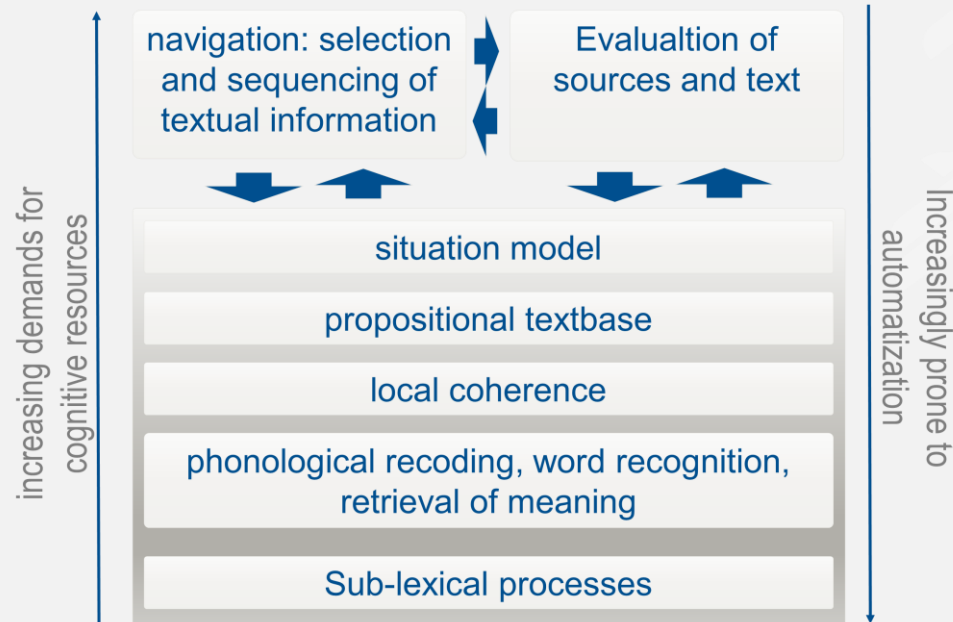 navigation: selection
and sequencing of
textual information
Evalualtion of
sources and text
increasing demands for
cognitive resources
situation model
propositional textbase
local coherence
phonological recoding, word recognition,
retrieval of meaning
Sub-lexical processes
Increasingly prone to
automatization